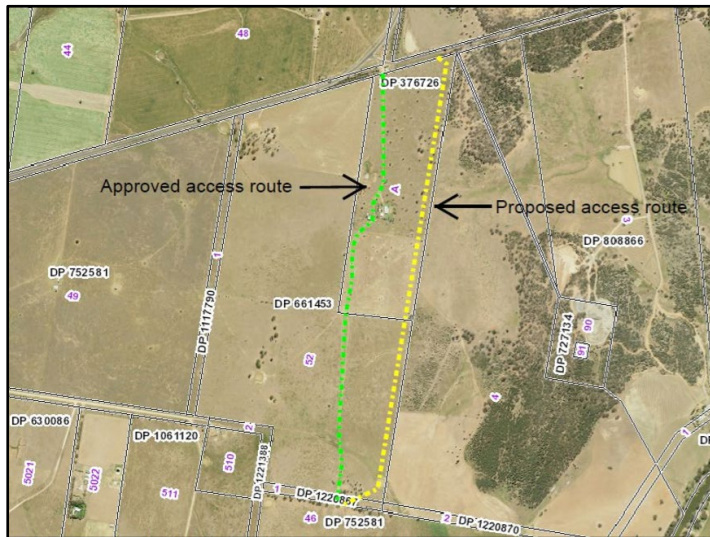 44
48
DP 376726
Approved access route
A
Proposed access route
3
DP 808866
DP 752581
49
1
DP 1117790
DP 661453
52
DP 727134
90
91
4
DP 630086
DP 1061120
2
510
DP 1221388
5021
5022
511
1
DP 1220867
46
DP 752581
2
DP 1220870
1